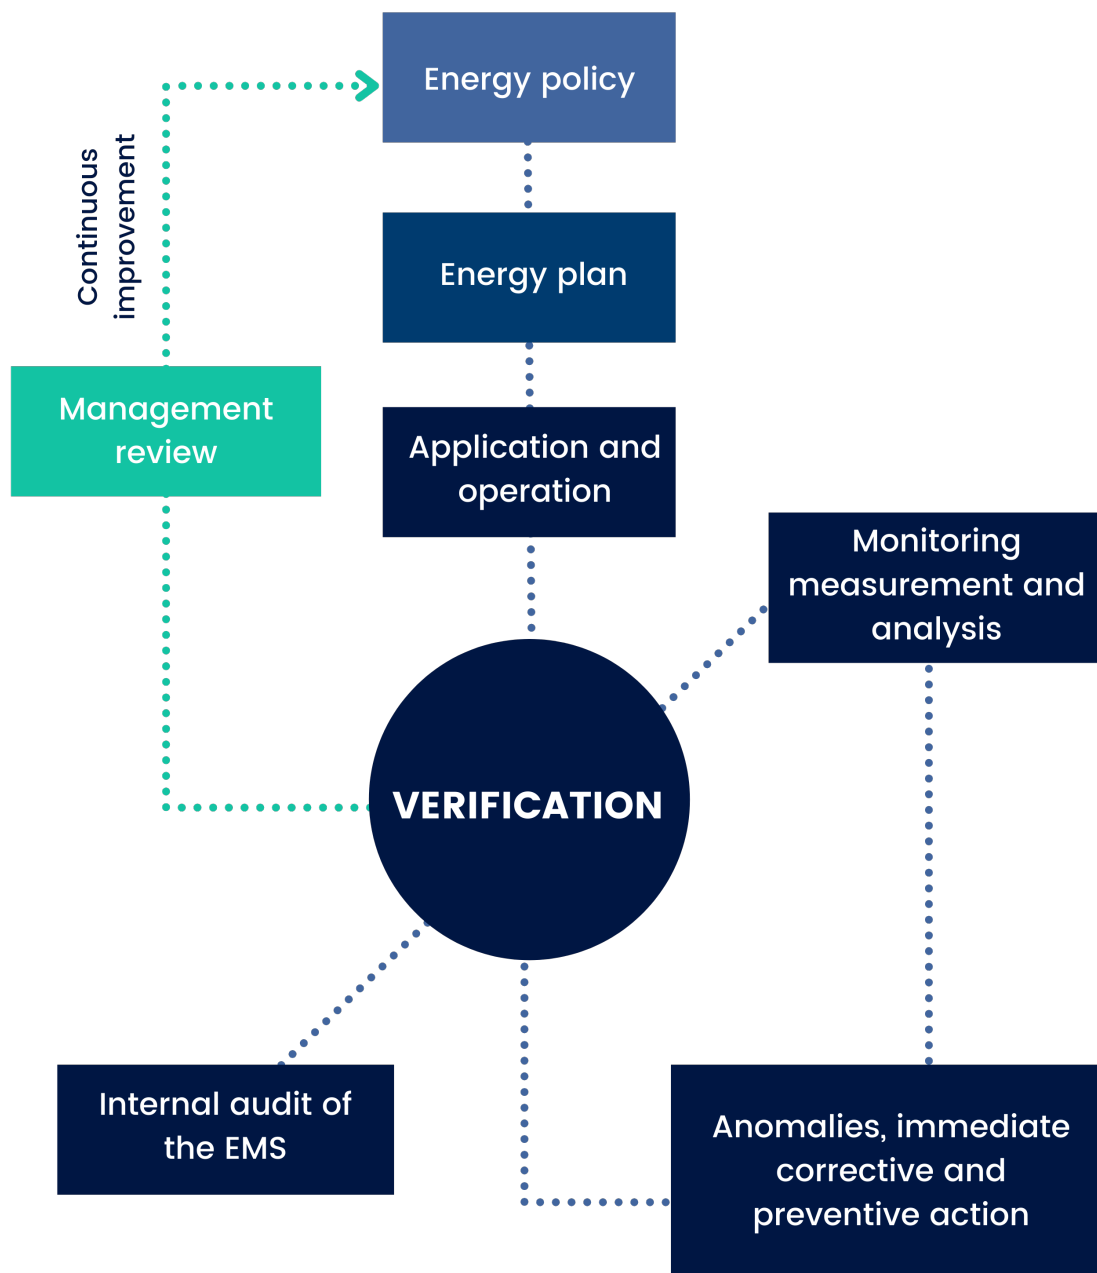 Energy policy
Continuous
improvement
Energy plan
Management
review
Application and
operation
Monitoring
measurement and
analysis
VERIFICATION
Internal audit of
the EMS
Anomalies, immediate
corrective and
preventive action